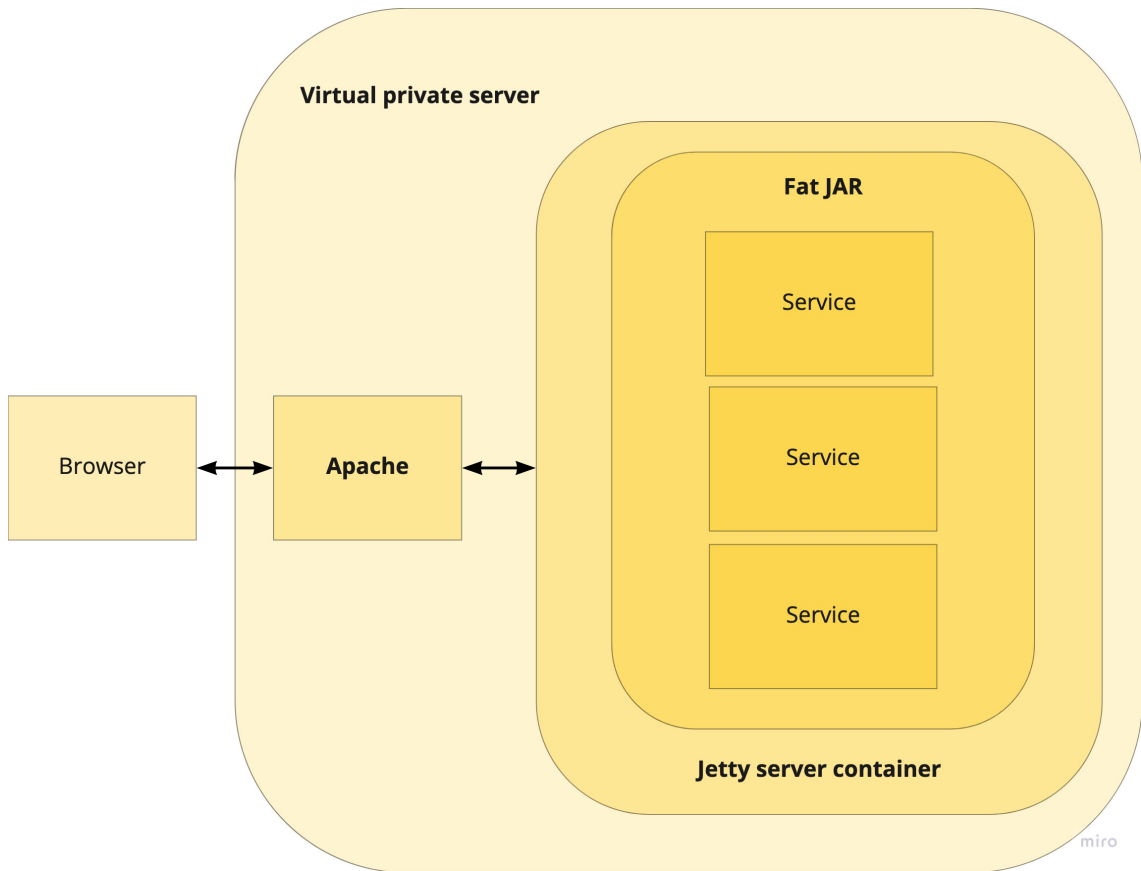 Virtual private server
Fat JAR
Service
Browser
Apache
Service
Service
Jetty server container
miro